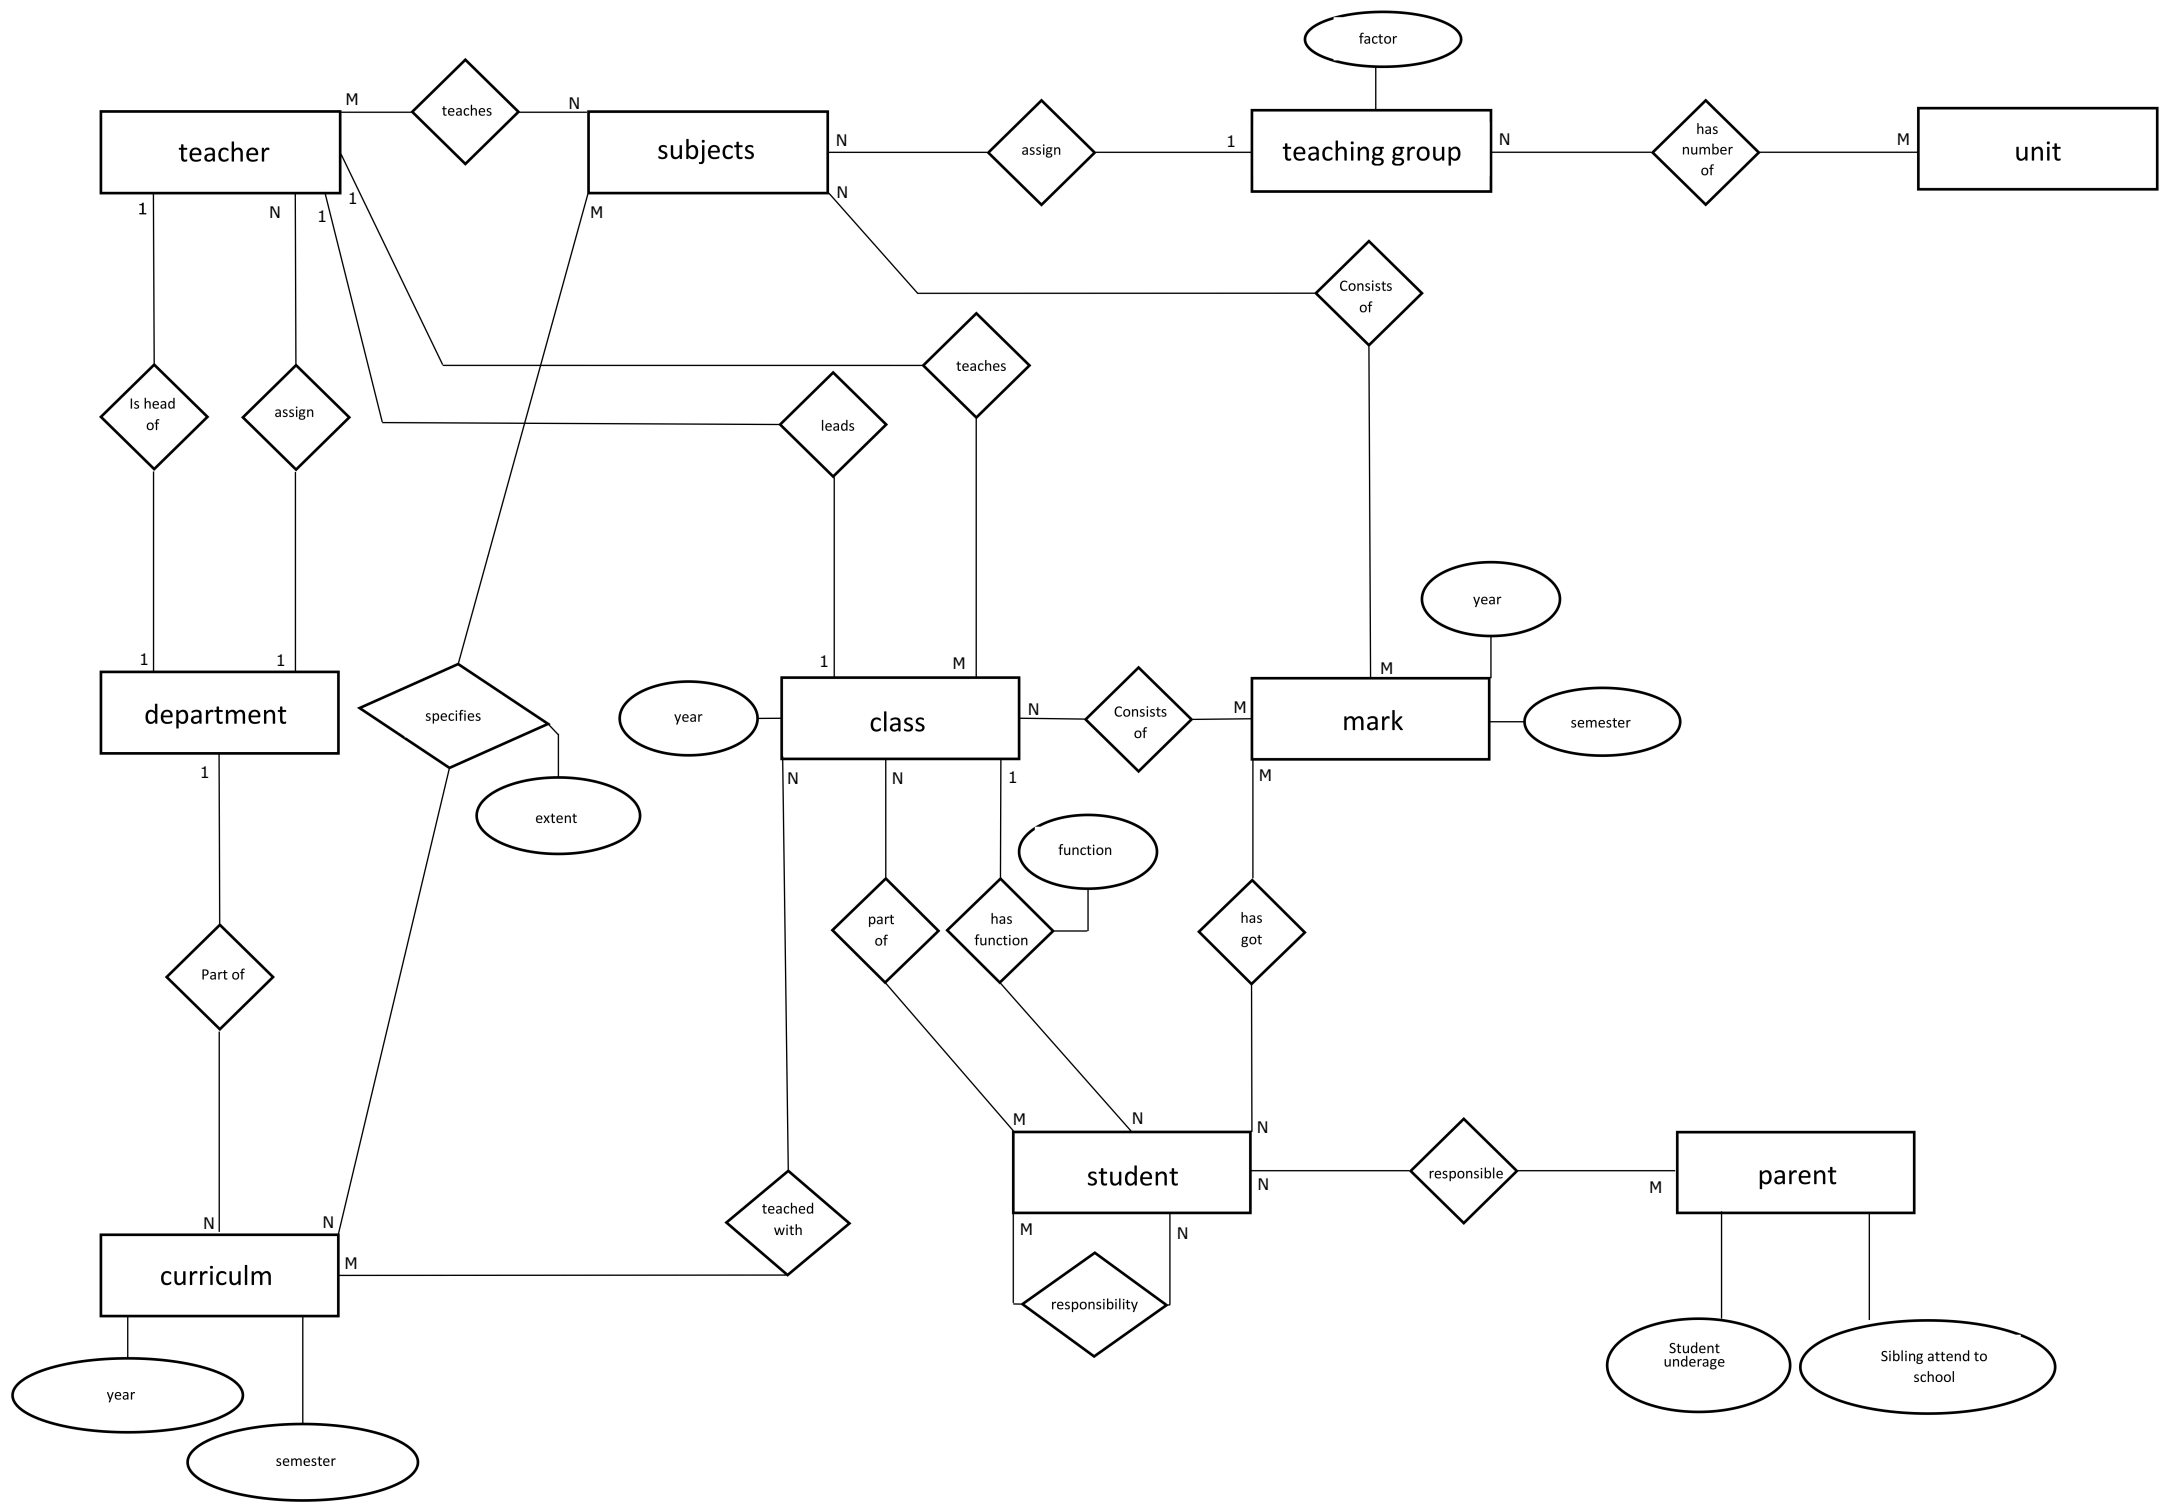 factor
M
teaches
N
teacher
subjects
N
assign
1
teaching group
N
has
number
of
M
unit
1
N
1
1
M
N
Consists
of
teaches
Is head
of
assign
leads
year
1
1
1
M
M
department
specifies
year
class
N
Consists
of
M
mark
semester
1
extent
N
N
1
M
function
part
of
has
function
has
got
Part of
M
N
N
N
N
student
N
responsible
M
parent
teached
with
curriculm
M
M
N
responsibility
Student
underage
Sibling attend to
school
year
semester